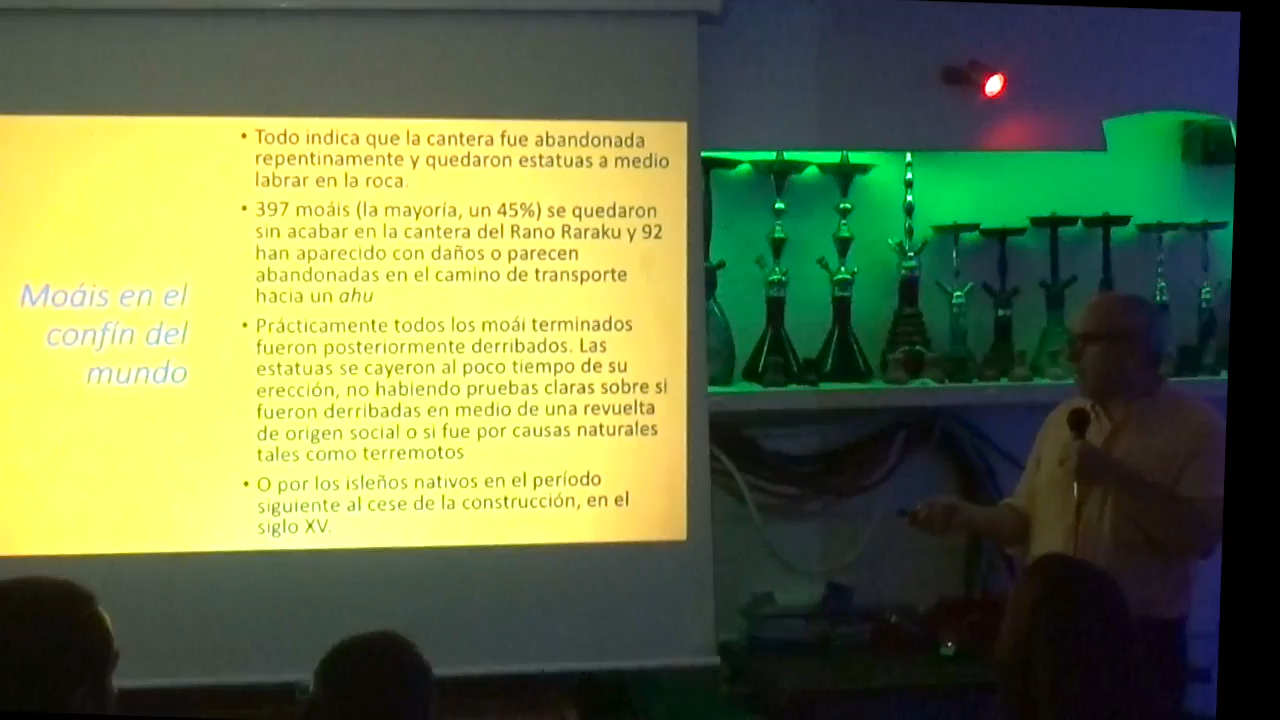 Moáis en el
confín del
mundo
• Todo indica que la cantera fue abandonada
repentinamente y quedaron estatuas a medio
labrar en la roca.
• 397 moáis (la mayoría, un 45%) se quedaron
sin acabar en la cantera del Rano Raraku y 92
han aparecido con daños o parecen
abandonadas en el camino de transporte
hacia un ahu
• Prácticamente todos los moái terminados
fueron posteriormente derribados. Las
estatuas se cayeron al poco tiempo de su
erección, no habiendo pruebas claras sobre si
fueron derribadas en medio de una revuelta
de origen social o si fue por causas naturales
tales como terremotos
• O por los isleños nativos en el período
siguiente al cese de la construcción, en el
siglo XV.